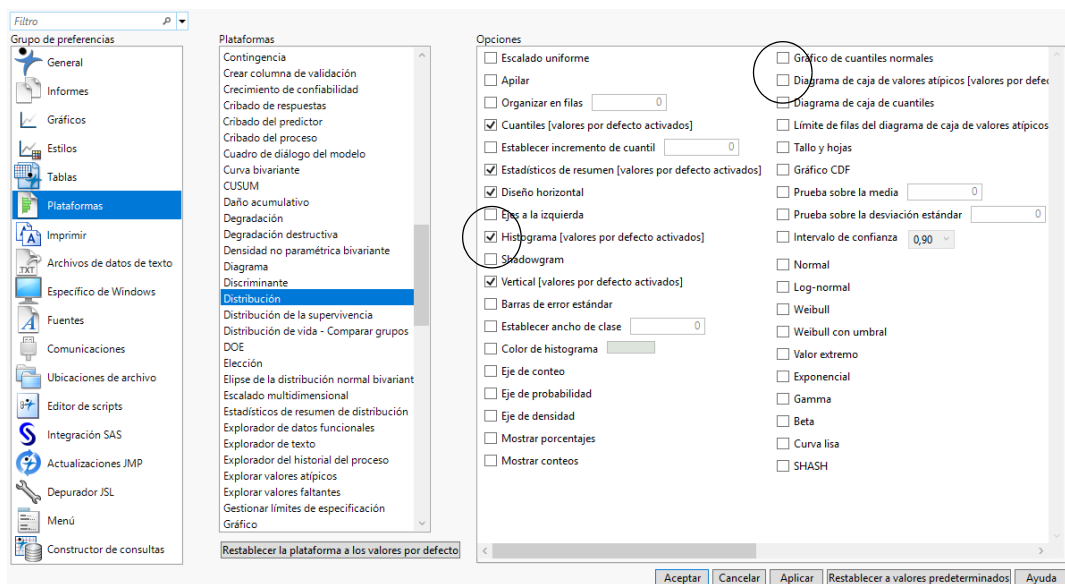 Filtro
Grupo de preferencias
General
Informes
Gráficos
Estilos
Tablas
Plataformas
Imprimir
Archivos de datos de texto
Específico de Windows
Fuentes
Comunicaciones
Ubicaciones de archivo
Editor de scripts
Integración SAS
Actualizaciones JMP
Depurador JSL
Menú
Constructor de consultas
Plataformas
Contingencia
Crear columna de validación
Crecimiento de confiabilidad
Cribado de respuestas
Cribado del predictor
Cribado del proceso
Cuadro de diálogo del modelo
Curva bivariante
CUSUM
Daño acumulativo
Degradación
Degradación destructiva
Densidad no paramétrica bivariante
Diagrama
Discriminante
Distribución
Distribución de la supervivencia
Distribución de vida - Comparar grupos
DOE
Elección
Elipse de la distribución normal bivariant
Escalado multidimensional
Estadísticos de resumen de distribución
Explorador de datos funcionales
Explorador de texto
Explorador del historial del proceso
Explorar valores atípicos
Explorar valores faltantes
Gestionar límites de especificación
Gráfico
Restablecer la plataforma a los valores por defecto
Opciones
Escalado uniforme
Apilar
Organizar en filas 0
Cuantiles [valores por defecto activados]
Establecer incremento de cuantil 0
Estadísticos de resumen [valores por defecto activados]
Diseño horizontal
Ejes a la izquierda
Histograma [valores por defecto activados]
Shadowgram
Vertical [valores por defecto activados]
Barras de error estándar
Establecer ancho de clase 0
Color de histograma
Eje de conteo
Eje de probabilidad
Eje de densidad
Mostrar porcentajes
Mostrar conteos
Gráfico de cuantiles normales
Diagrama de caja de valores atípicos [valores por defec
Diagrama de caja de cuantiles
Límite de filas del diagrama de caja de valores atípicos
Tallo y hojas
Gráfico CDF
Prueba sobre la media 0
Prueba sobre la desviación estándar 0
Intervalo de confianza 0,90
Normal
Log-normal
Weibull
Weibull con umbral
Valor extremo
Exponencial
Gamma
Beta
Curva lisa
SHASH
Aceptar Cancelar Aplicar Restablecer a valores predeterminados Ayuda